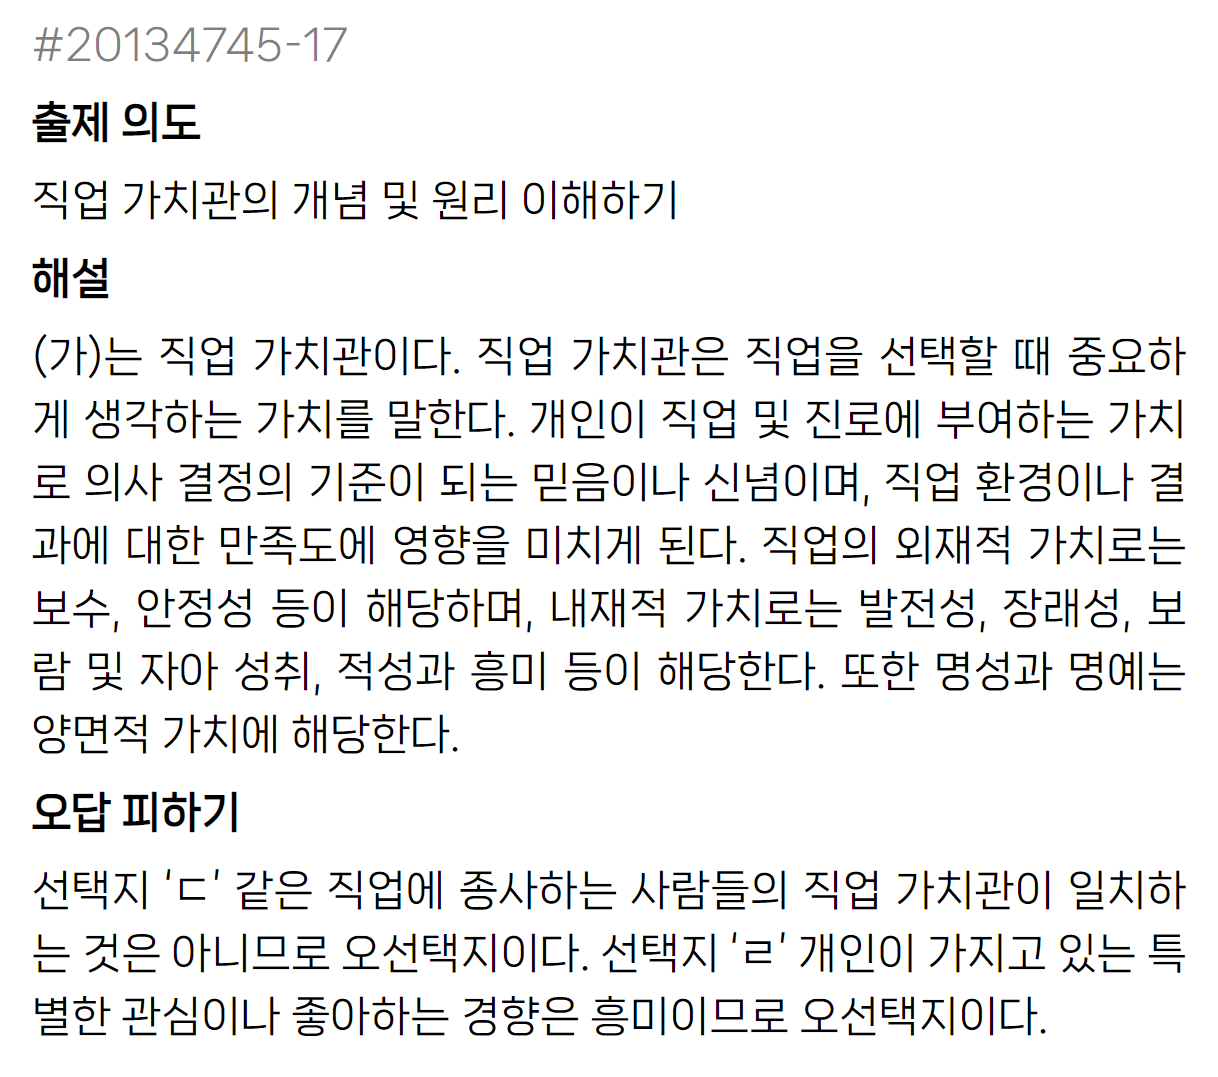 #20134745-17
출제 의도
직업 가치관의 개념 및 원리 이해하기
해설
(가)는 직업 가치관이다. 직업 가치관은 직업을 선택할 때 중요하
게 생각하는 가치를 말한다. 개인이 직업 및 진로에 부여하는 가치
로 의사 결정의 기준이 되는 믿음이나 신념이며, 직업 환경이나 결
과에 대한 만족도에 영향을 미치게 된다. 직업의 외재적 가치로는
보수, 안정성 등이 해당하며, 내재적 가치로는 발전성, 장래성, 보
람 및 자아 성취, 적성과 흥미 등이 해당한다. 또한 명성과 명예는
양면적 가치에 해당한다.
오답 피하기
선택지 'ㄷ' 같은 직업에 종사하는 사람들의 직업 가치관이 일치하
는 것은 아니므로 오선택지이다. 선택지 'ㄹ' 개인이 가지고 있는 특
별한 관심이나 좋아하는 경향은 흥미이므로 오선택지이다.